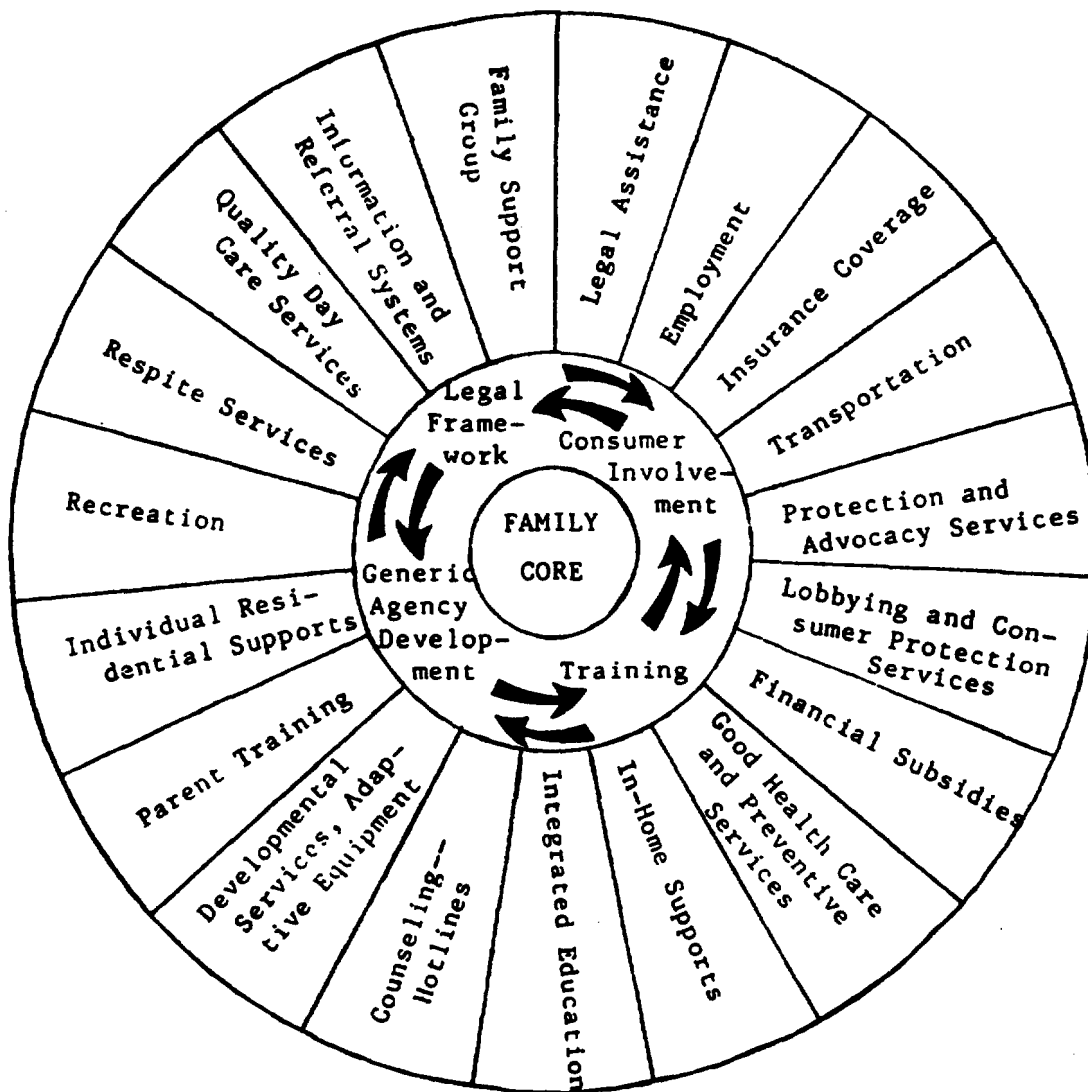 Family Support
Group
Legal Assistance
Employment
Insurance Coverage
Transportation
Protection and
Advocacy Services
Lobbying and Con-
sumer Protection
Services
Financial Subsidies
Good Health Care
and Preventive
Services
In-Home Supports
Integrated Education
Counseling--
Hotlines
Developmental
Services, Adap-
tive Equipment
Parent Training
Individual Resi-
dential Supports
Recreation
Respite Services
Quality Day
Care Services
Information and
Referral Systems
Legal
Frame-
work
Consumer
Involve-
ment
Training
Generic
Agency
Develop-
ment
FAMILY
CORE